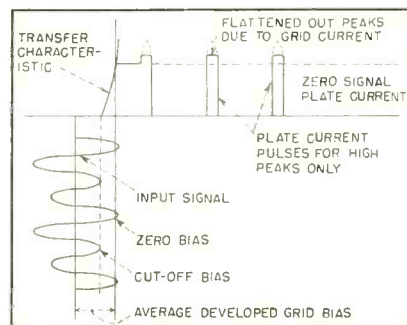 FLATTENED OUT PEAKS
DUE TO GRID CURRENT
TRANSFER
CHARACTER-
ISTIC
ZERO SIGNAL
PLATE CURRENT
PLATE CURRENT
PULSES FOR HIGH
PEAKS ONLY
INPUT SIGNAL
ZERO BIAS
CUT-OFF BIAS
AVERAGE DEVELOPED GRID BIAS